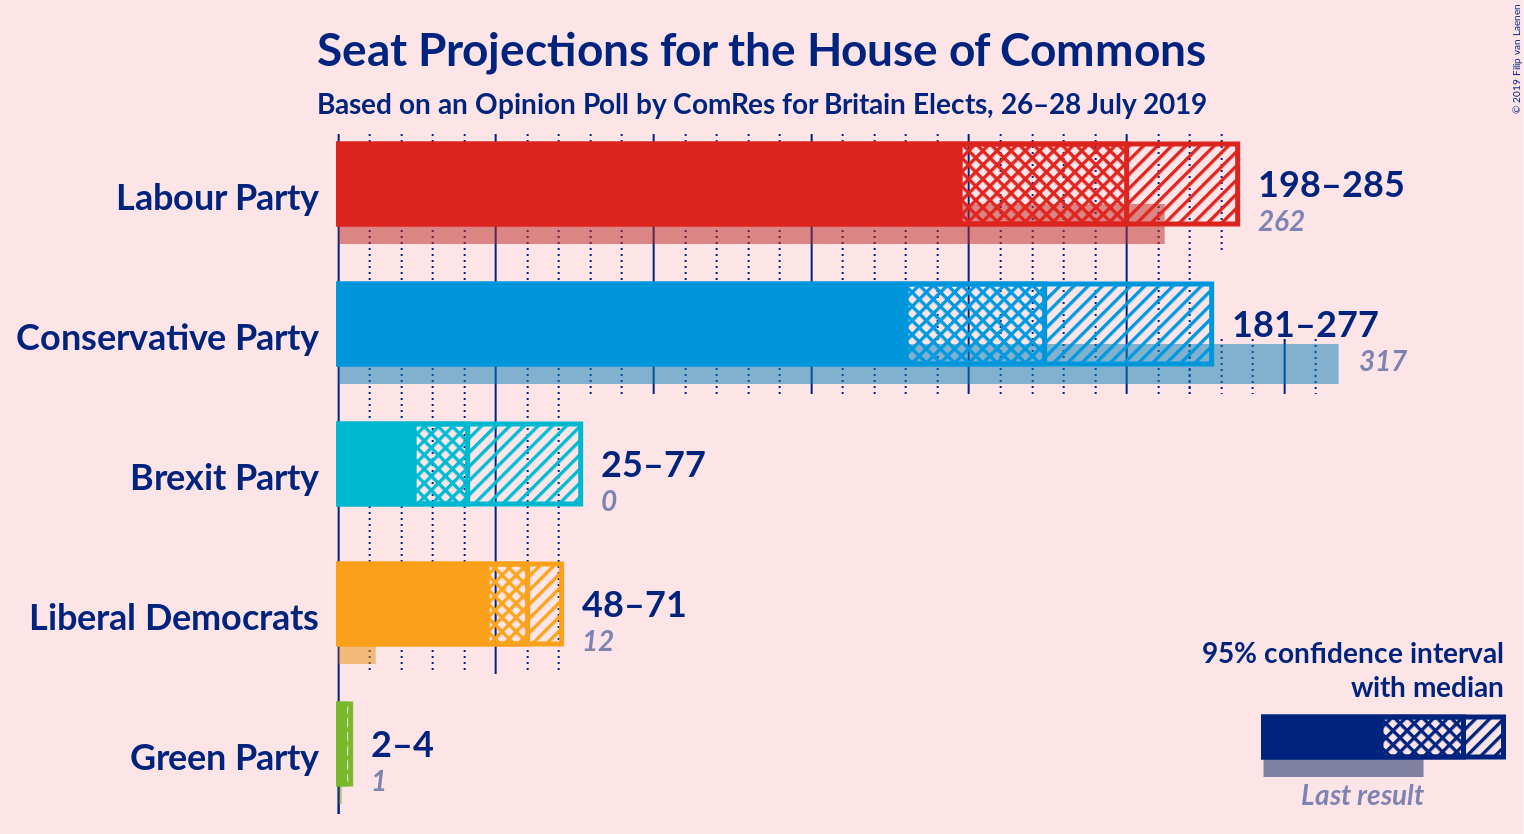 Seat Projections for the House of Commons
Based on an Opinion Poll by ComRes for Britain Elects, 26–28 July 2019
© 2019 Filip van Laenen
Labour Party
198–285
262
Conservative Party
181–277
317
Brexit Party
25–77
0
Liberal Democrats
48–71
12
Green Party
2–4
1
95% confidence interval
with median
Last result